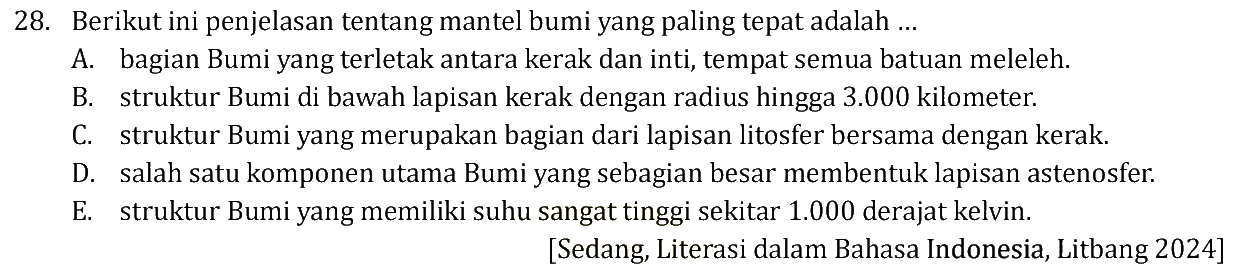 28. Berikut ini penjelasan tentang mantel bumi yang paling tepat adalah ...
A. bagian Bumi yang terletak antara kerak dan inti, tempat semua batuan meleleh.
B. struktur Bumi di bawah lapisan kerak dengan radius hingga 3.000 kilometer.
C. struktur Bumi yang merupakan bagian dari lapisan litosfer bersama dengan kerak.
D. salah satu komponen utama Bumi yang sebagian besar membentuk lapisan astenosfer.
E. struktur Bumi yang memiliki suhu sangat tinggi sekitar 1.000 derajat kelvin.
[Sedang, Literasi dalam Bahasa Indonesia, Litbang 2024]